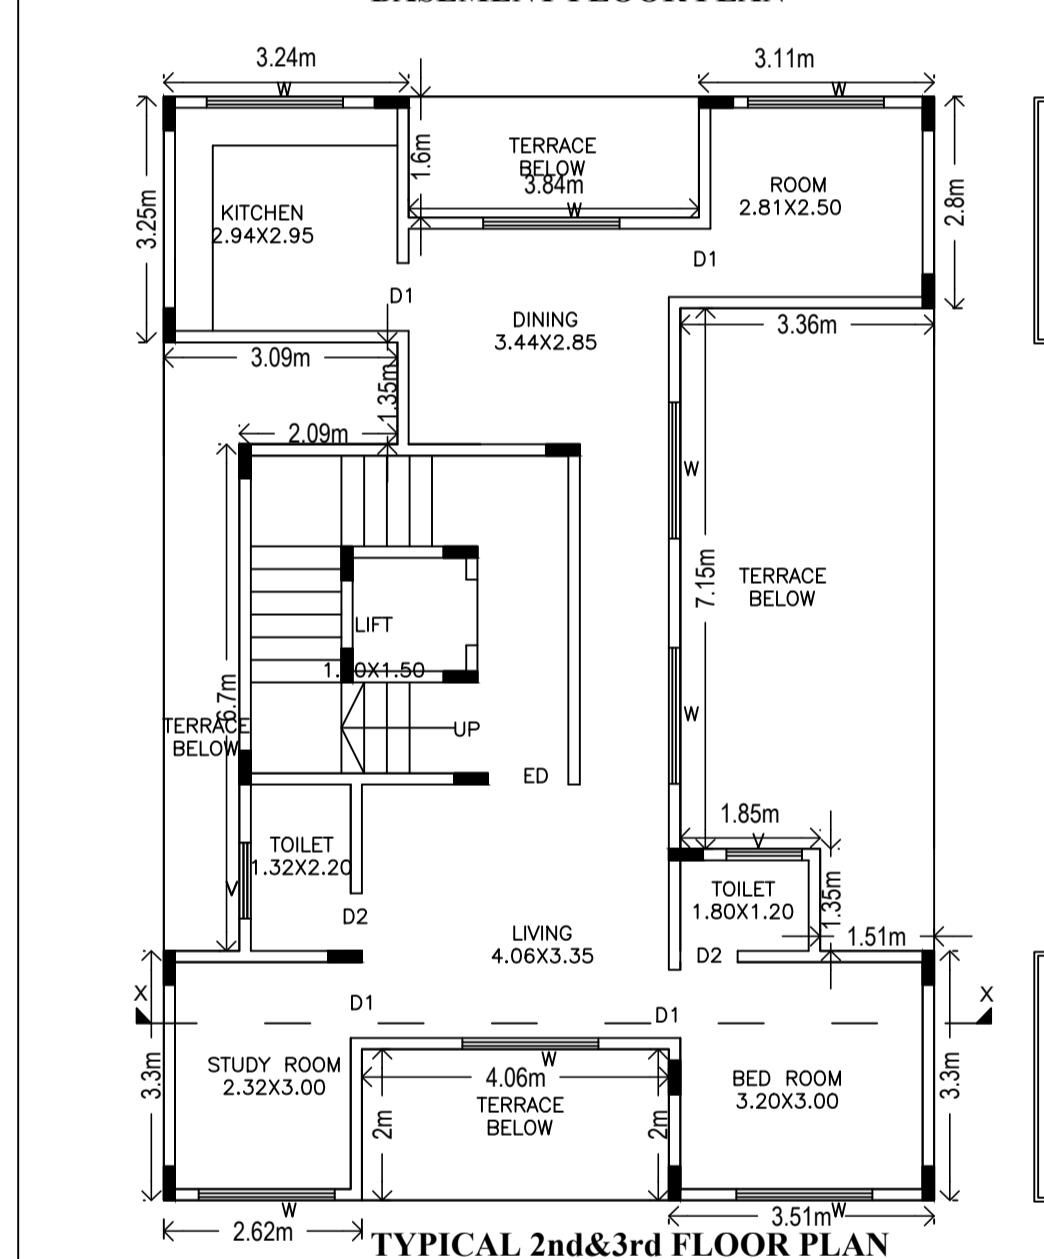 BASEMENT FLOOR PLAN
3.24m
3.11m
W
W
TERRACE
BELOW
3.84m
W
1.6m
ROOM
2.81X2.50
2.8m
3.25m
KITCHEN
2.94X2.95
D1
D1
DINING
3.44X2.85
3.36m
3.09m
1.35m
2.09m
W
7.15m
TERRACE
BELOW
LIFT
X1.50
6.7m
TERRACE
BELOW
UP
W
ED
1.85m
V
TOILET
1.32X2.20
V
TOILET
1.80X1.20
1.35m
D2
LIVING
4.06X3.35
D2
1.51m
X
X
D1
D1
STUDY ROOM
2.32X3.00
3.3m
W
4.06m
TERRACE
BELOW
2m
2m
BED ROOM
3.20X3.00
3.3m
W
W
2.62m
3.51m
TYPICAL 2nd&3rd FLOOR PLAN